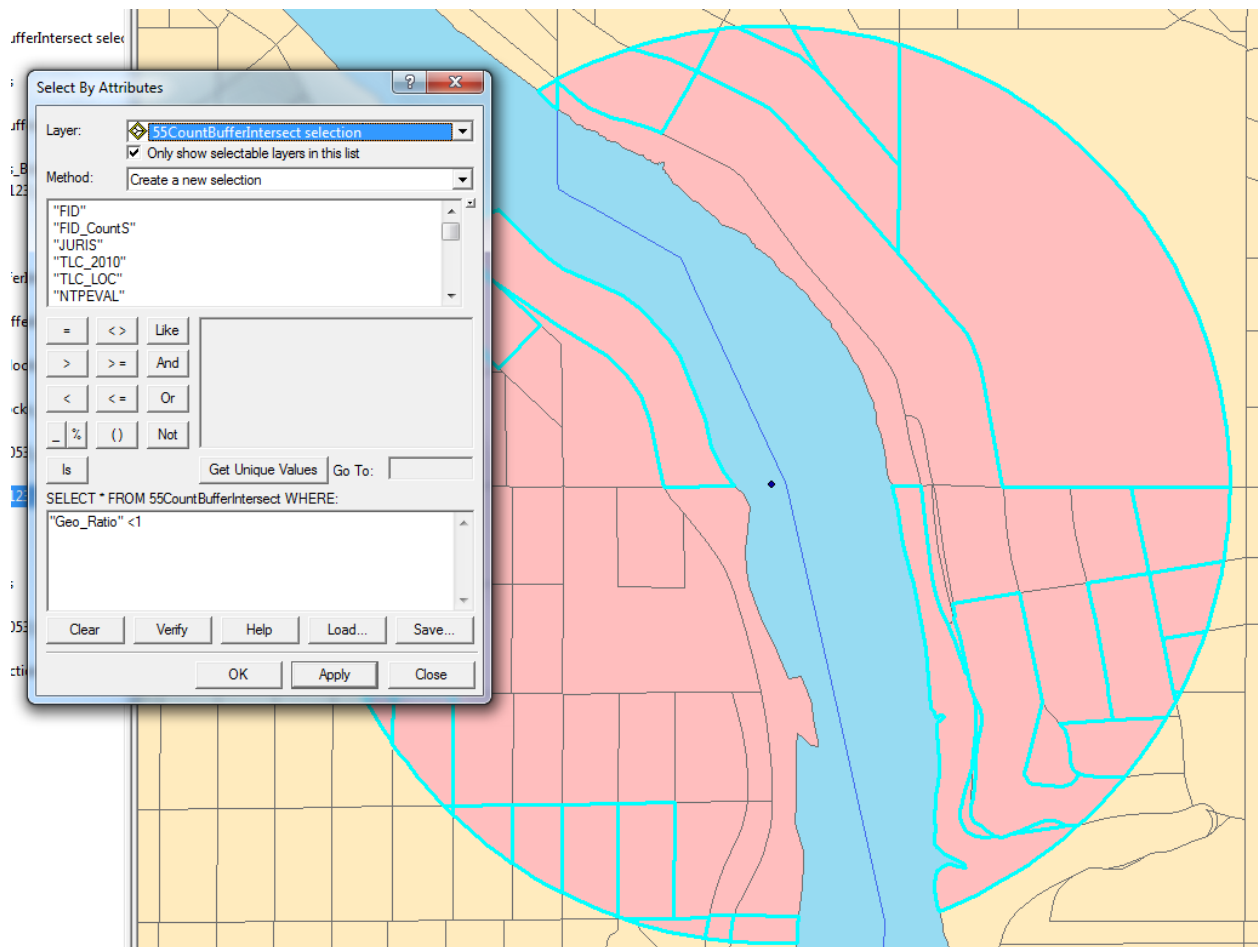 ufferIntersect selec
Select By Attributes
Layer: 55CountBufferIntersect selection
Only show selectable layers in this list
Method: Create a new selection
"FID"
"FID_CountS"
"JURIS"
"TLC_2010"
"TLC_LOC"
"NTPEVAL"
= < > Like
> > = And
< < = Or
_ % () Not
Is Get Unique Values Go To:
SELECT * FROM 55CountBufferIntersect WHERE:
"Geo_Ratio" <1
Clear Verify Help Load... Save...
OK Apply Close